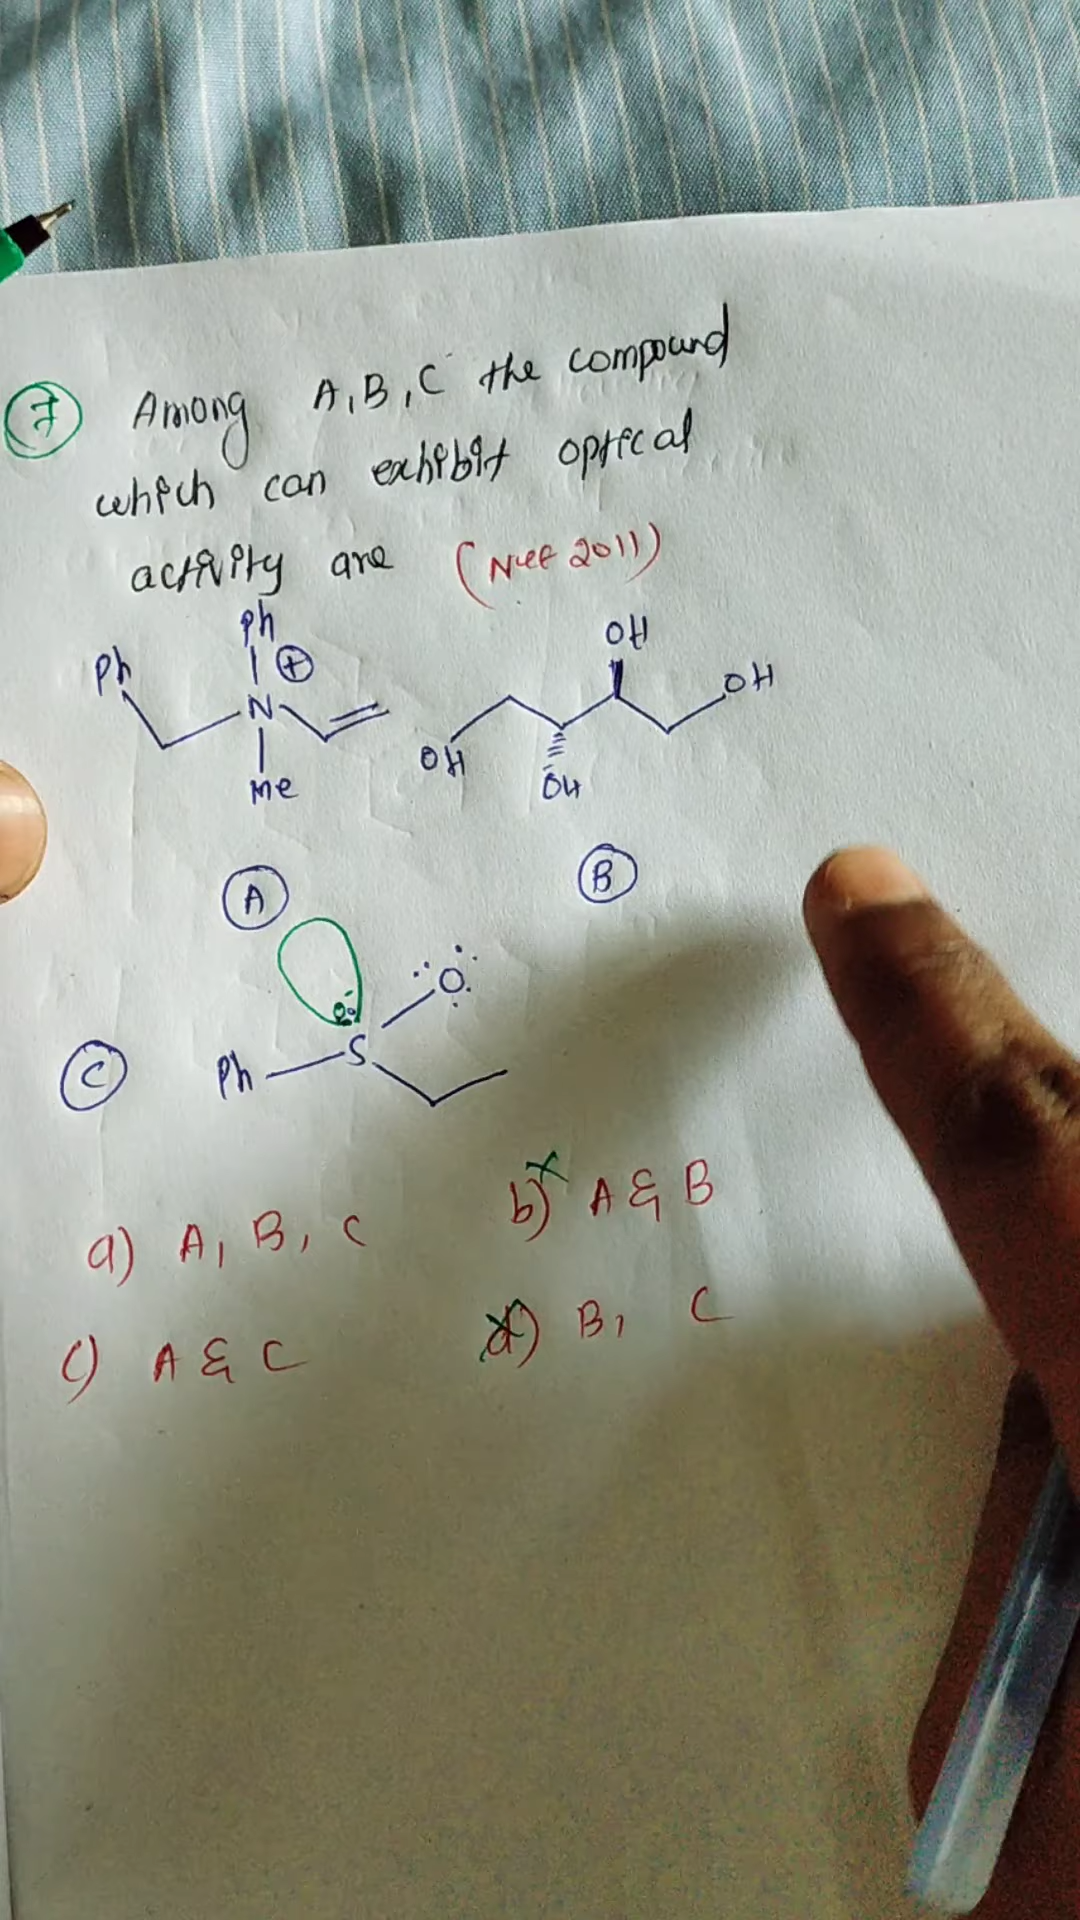 7 Among A, B, C the compound
which can exhibit optical
activity are (Neet 2011)
Ph Ph ⊕ N Me
OH OH OH OH
A B
C Ph S O
a) A, B, C b) A & B
c) A & C d) B, C